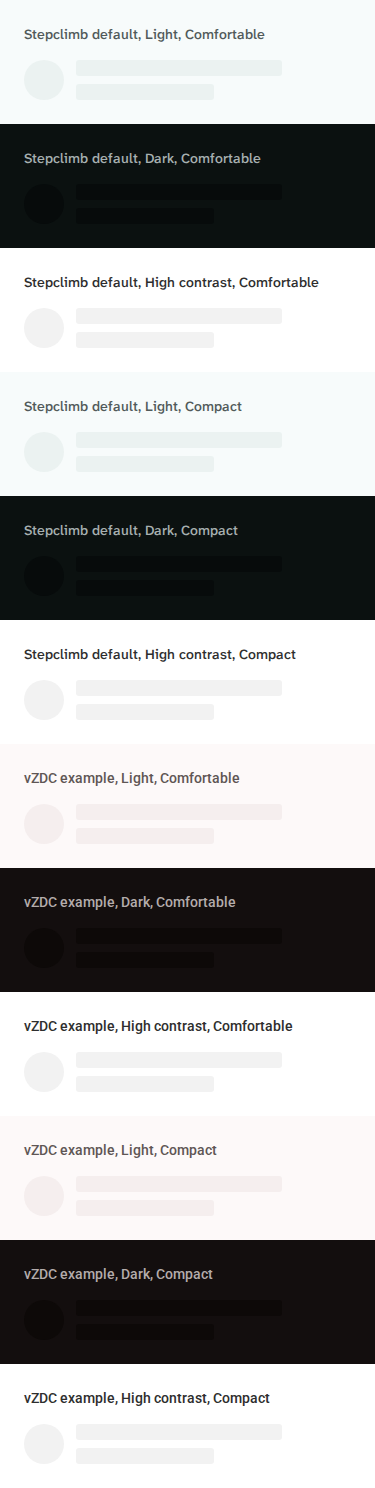 Stepclimb default, Light, Comfortable
Stepclimb default, Dark, Comfortable
Stepclimb default, High contrast, Comfortable
Stepclimb default, Light, Compact
Stepclimb default, Dark, Compact
Stepclimb default, High contrast, Compact
vZDC example, Light, Comfortable
vZDC example, Dark, Comfortable
vZDC example, High contrast, Comfortable
vZDC example, Light, Compact
vZDC example, Dark, Compact
vZDC example, High contrast, Compact